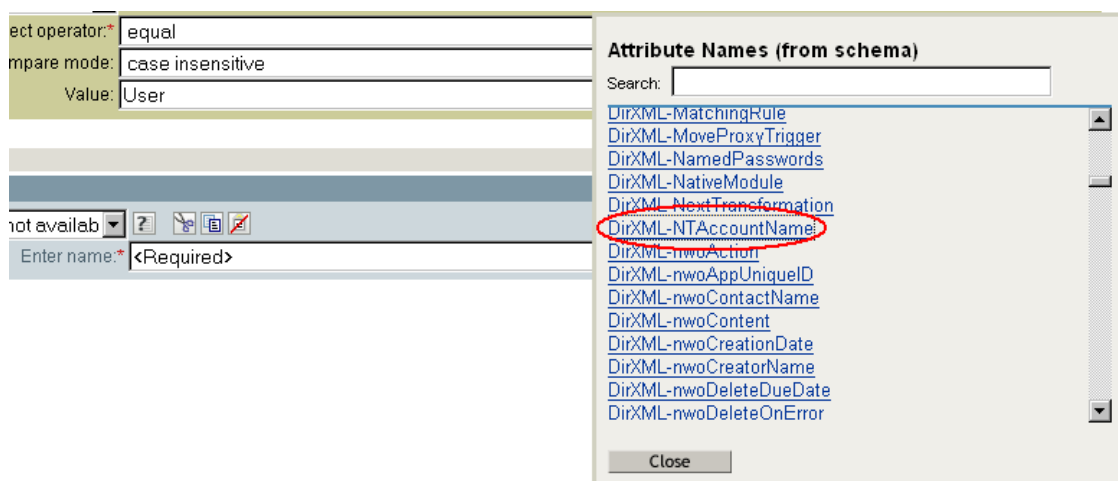 ect operator:* equal
mpare mode: case insensitive
Value: User
not availab
Enter name:* <Required>
Attribute Names (from schema)
Search:
DirXML-MatchingRule
DirXML-MoveProxyTrigger
DirXML-NamedPasswords
DirXML-NativeModule
DirXML-NextTransformation
DirXML-NTAccountName
DirXML-nwoAction
DirXML-nwoAppUniqueID
DirXML-nwoContactName
DirXML-nwoContent
DirXML-nwoCreationDate
DirXML-nwoCreatorName
DirXML-nwoDeleteDueDate
DirXML-nwoDeleteOnError
Close